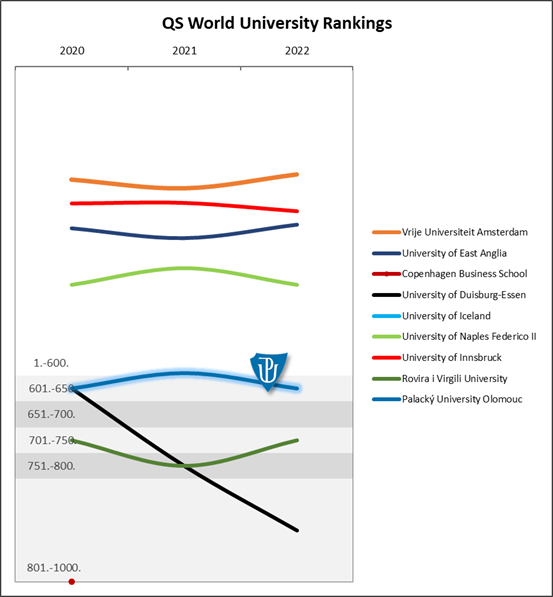 QS World University Rankings
2020 2021 2022
Vrije Universiteit Amsterdam
University of East Anglia
Copenhagen Business School
University of Duisburg-Essen
University of Iceland
University of Naples Federico II
University of Innsbruck
Rovira i Virgili University
Palacký University Olomouc
1.-600.
601.-650.
651.-700.
701.-750.
751.-800.
801.-1000.